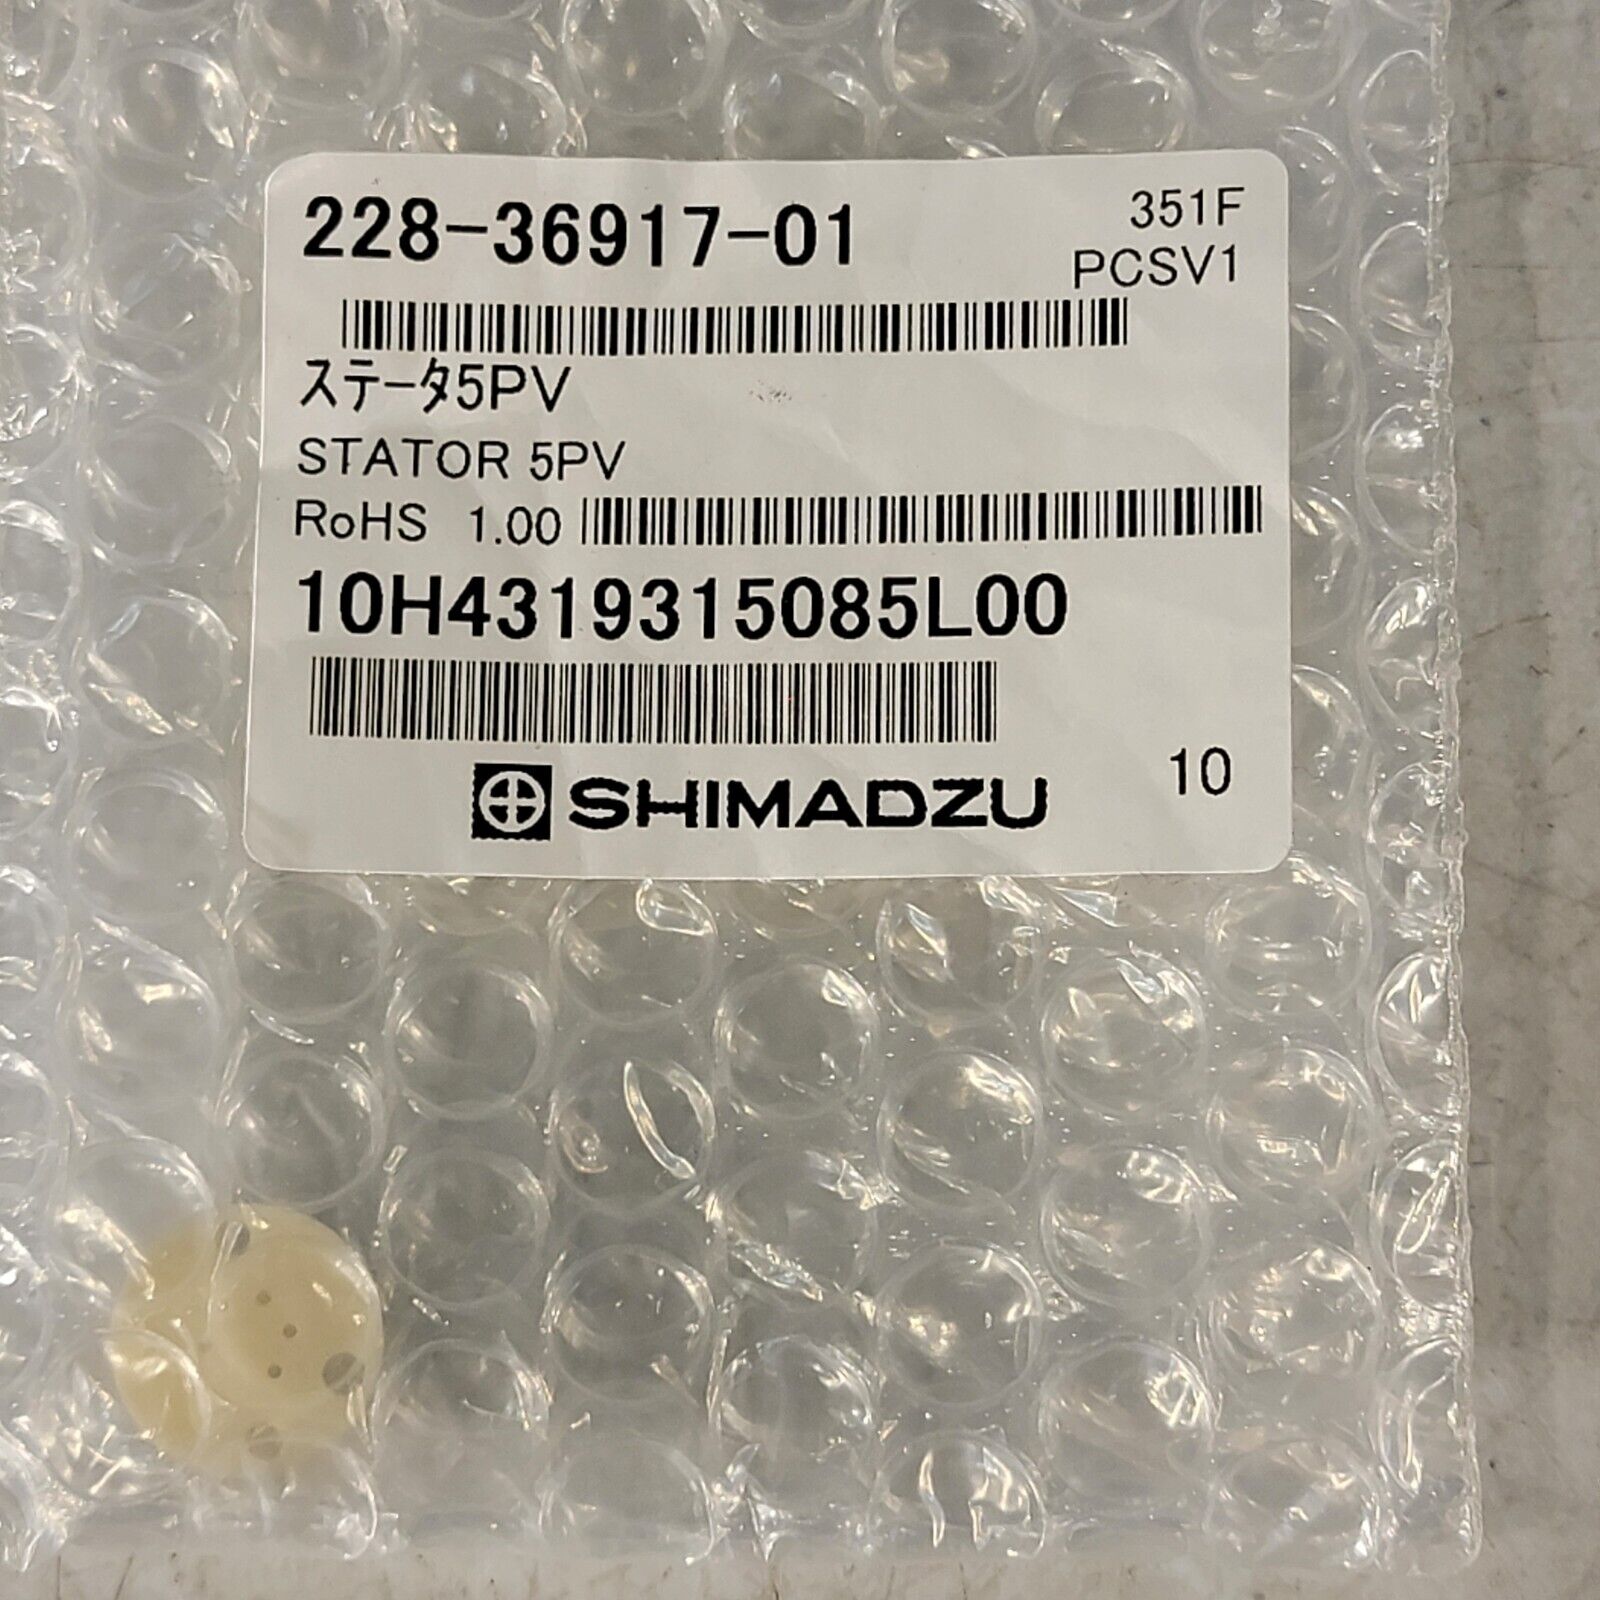 228-36917-01
351F
PCSV1
ステータ5PV
STATOR 5PV
RoHS 1.00
10H4319315085L00
SHIMADZU
10